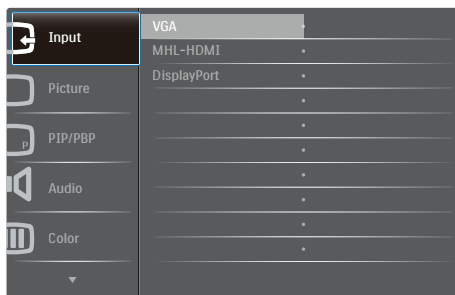 Input
Picture
PIP/PBP
P
Audio
Color
VGA
MHL-HDMI
DisplayPort